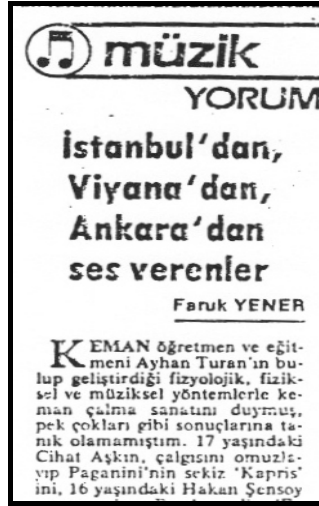 müzik
YORUM
İstanbul'dan,
Viyana'dan,
Ankara'dan
ses verenler
Faruk YENER
KEMAN öğretmen ve eğit-
meni Ayhan Turan'ın bu-
lup geliştirdiği fizyolojik, fizik-
sel ve müziksel yöntemlerle ke-
man çalma sanatını duymuş,
pek çokları gibi sonuçlarına ta-
nık olamamıştım. 17 yaşındaki
Cihat Aşkın, çalgısını omuzla-
yıp Paganini'nin sekiz 'Kapris'
ini, 16 yaşındaki Hakan Şensoy